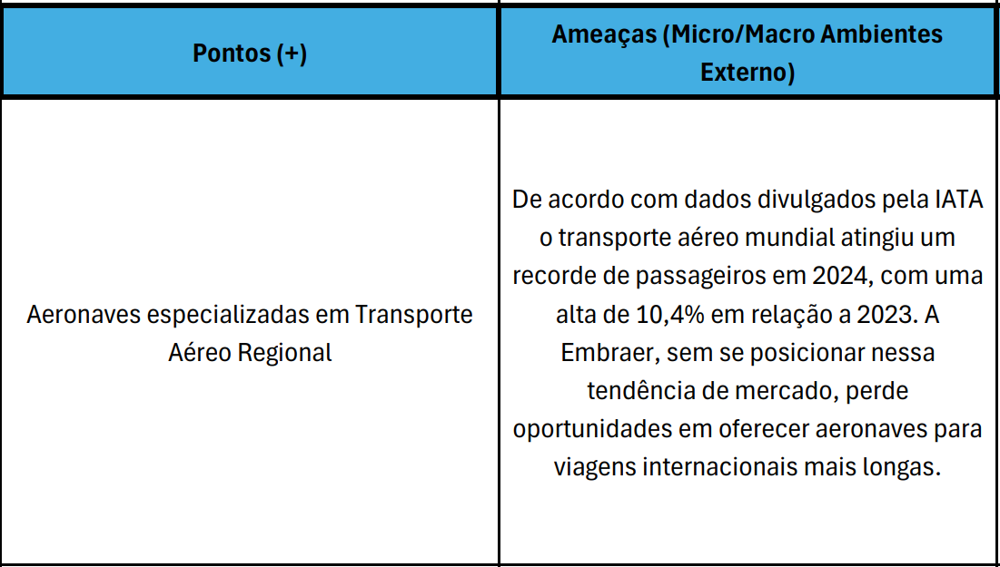 Pontos (+)
Ameaças (Micro/Macro Ambientes
Externo)
Aeronaves especializadas em Transporte
Aéreo Regional
De acordo com dados divulgados pela IATA
o transporte aéreo mundial atingiu um
recorde de passageiros em 2024, com uma
alta de 10,4% em relação a 2023. A
Embraer, sem se posicionar nessa
tendência de mercado, perde
oportunidades em oferecer aeronaves para
viagens internacionais mais longas.